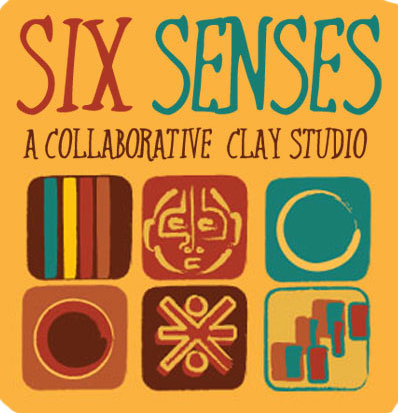 SIX SENSES
A COLLABORATIVE CLAY STUDIO